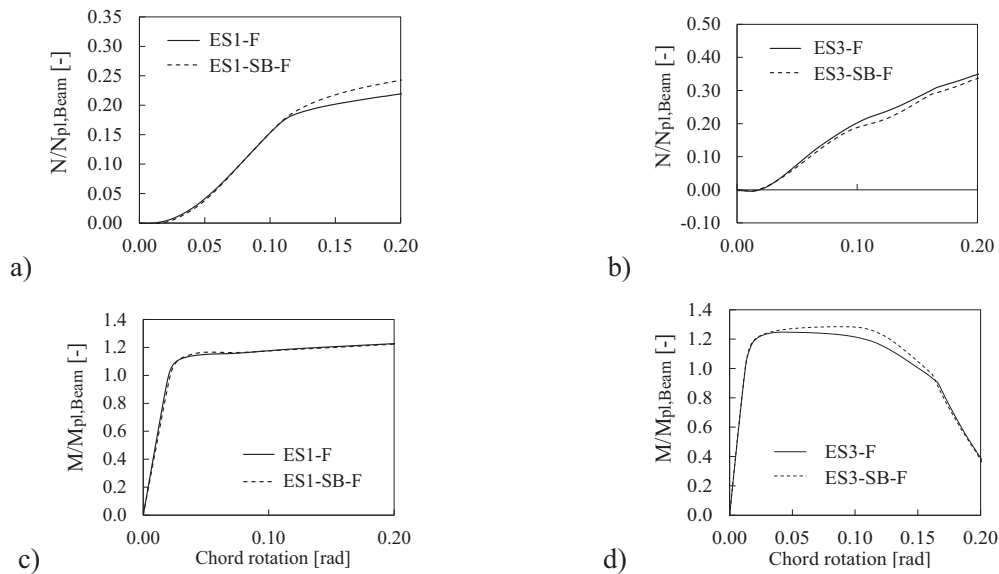 0.35
0.30
0.25
0.20
0.15
0.10
0.05
0.00
N/Npl,Beam [-]
ES1-F
ES1-SB-F
0.00 0.05 0.10 0.15 0.20
a)
0.50
0.40
0.30
0.20
0.10
0.00
-0.10
N/Npl,Beam [-]
ES3-F
ES3-SB-F
0.00 0.10 0.20
b)
1.4
1.2
1.0
0.8
0.6
0.4
0.2
0.0
M/Mpl,Beam [-]
ES1-F
ES1-SB-F
0.00 0.10 0.20
Chord rotation [rad]
c)
1.4
1.2
1.0
0.8
0.6
0.4
0.2
0.0
M/Mpl,Beam [-]
ES3-F
ES3-SB-F
0.00 0.05 0.10 0.15 0.20
Chord rotation [rad]
d)